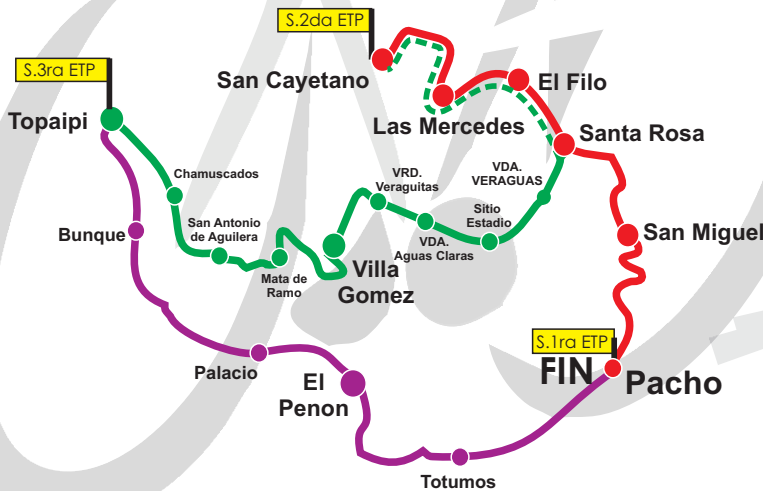 S.2da ETP
San Cayetano
El Filo
S.3ra ETP
Topaipi
Las Mercedes
Santa Rosa
Chamuscados
VRD.
Veraguitas
VDA.
VERAGUAS
Sitio
Estadio
San Antonio
de Aguilera
Bunque
VDA.
Aguas Claras
San Miguel
Mata de
Ramo
Villa
Gomez
S.1ra ETP
FIN
Pacho
Palacio
El
Penon
Totumos